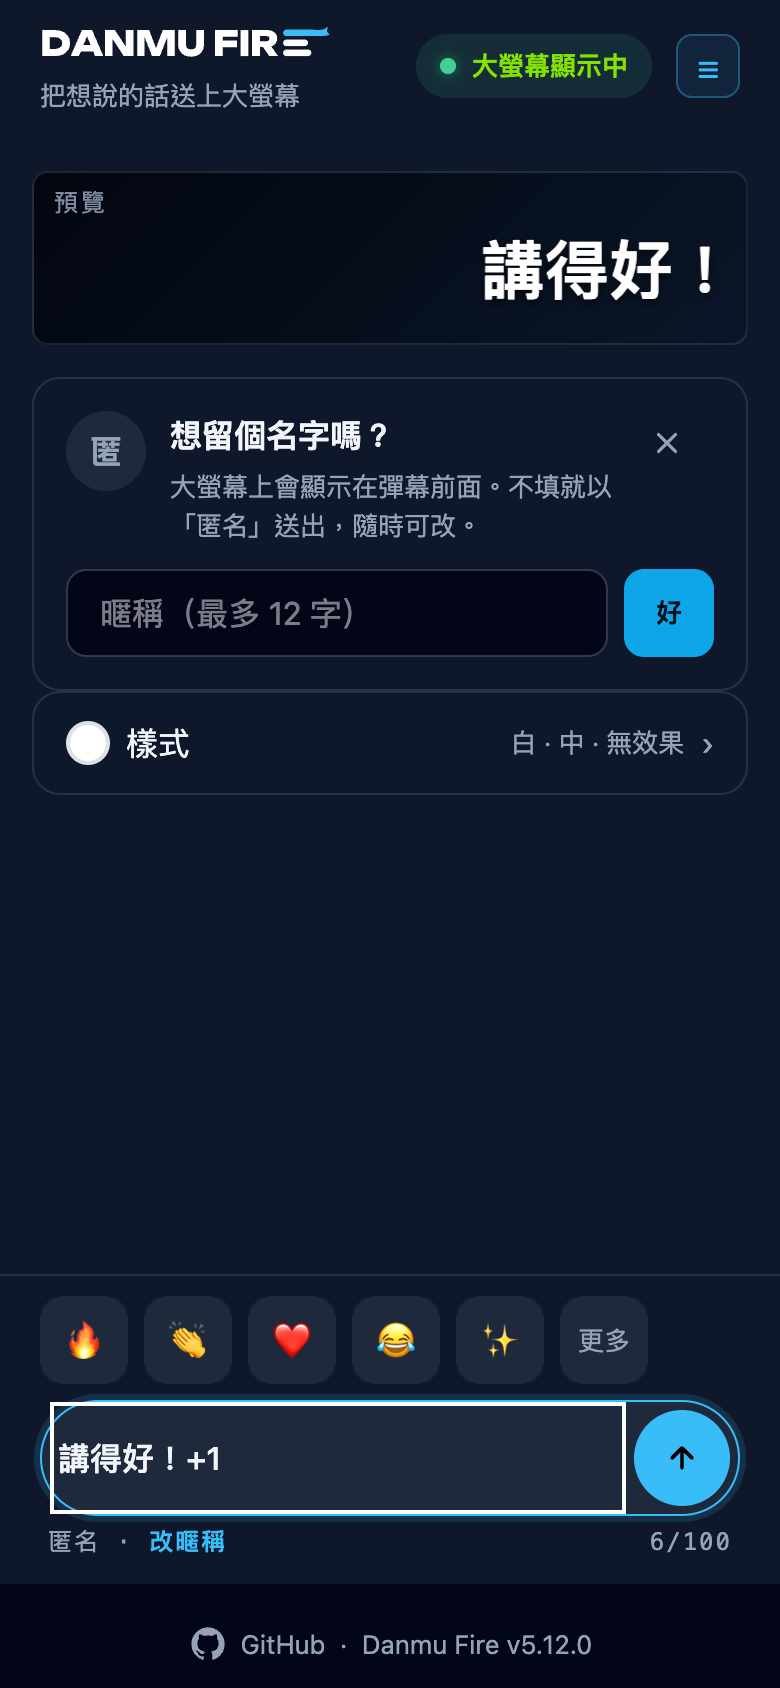 DANMU FIRE
把想說的話送上大螢幕
大螢幕顯示中
預覽
講得好！
匿
想留個名字嗎？
大螢幕上會顯示在彈幕前面。不填就以
「匿名」送出，隨時可改。
暱稱（最多 12 字）
好
樣式
白 · 中 · 無效果 ›
更多
講得好！+1
匿名 · 改暱稱
6/100
GitHub · Danmu Fire v5.12.0